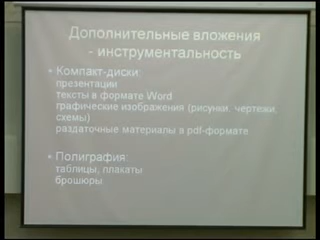 Дополнительные вложения
- инструментальность
• Компакт-диски:
презентации
тексты в формате Word
графические изображения (рисунки, чертежи,
схемы)
раздаточные материалы в pdf-формате
• Полиграфия:
таблицы, плакаты
брошюры